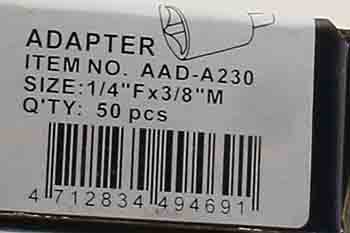 ADAPTER
ITEM NO. AAD-A230
SIZE:1/4"Fx3/8"M
Q'TY: 50 pcs
4 712834 494691